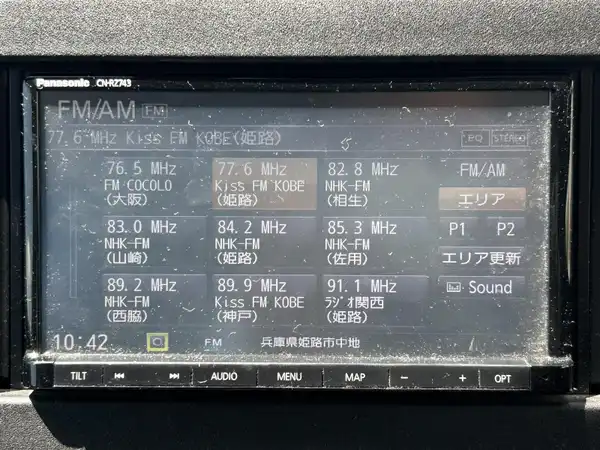 Panasonic CN-RZ743
FM/AM FM
77.6 MHz Kiss FM KOBE(姫路) EQ STEREO
76.5 MHz
FM COCOLO
(大阪)
77.6 MHz
Kiss FM KOBE
(姫路)
82.8 MHz
NHK-FM
(相生)
FM/AM
エリア
83.0 MHz
NHK-FM
(山崎)
84.2 MHz
NHK-FM
(姫路)
85.3 MHz
NHK-FM
(佐用)
P1 P2
エリア更新
89.2 MHz
NHK-FM
(西脇)
89.9 MHz
Kiss FM KOBE
(神戸)
91.1 MHz
ラジオ関西
(姫路)
Sound
10:42 FM 兵庫県姫路市中地
TILT AUDIO MENU MAP - + OPT